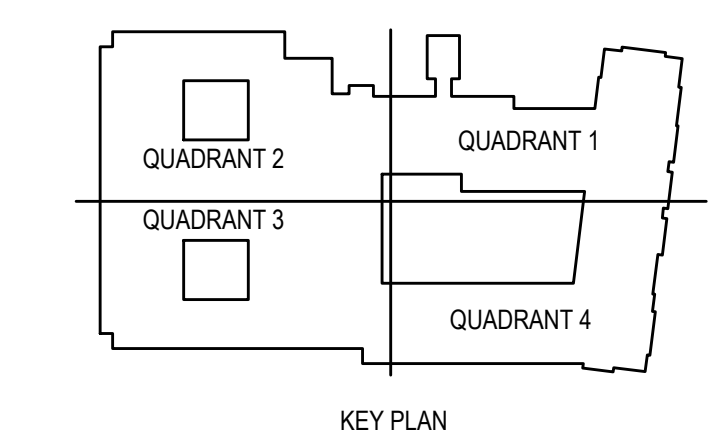 QUADRANT 1
QUADRANT 2
QUADRANT 3
QUADRANT 4
KEY PLAN